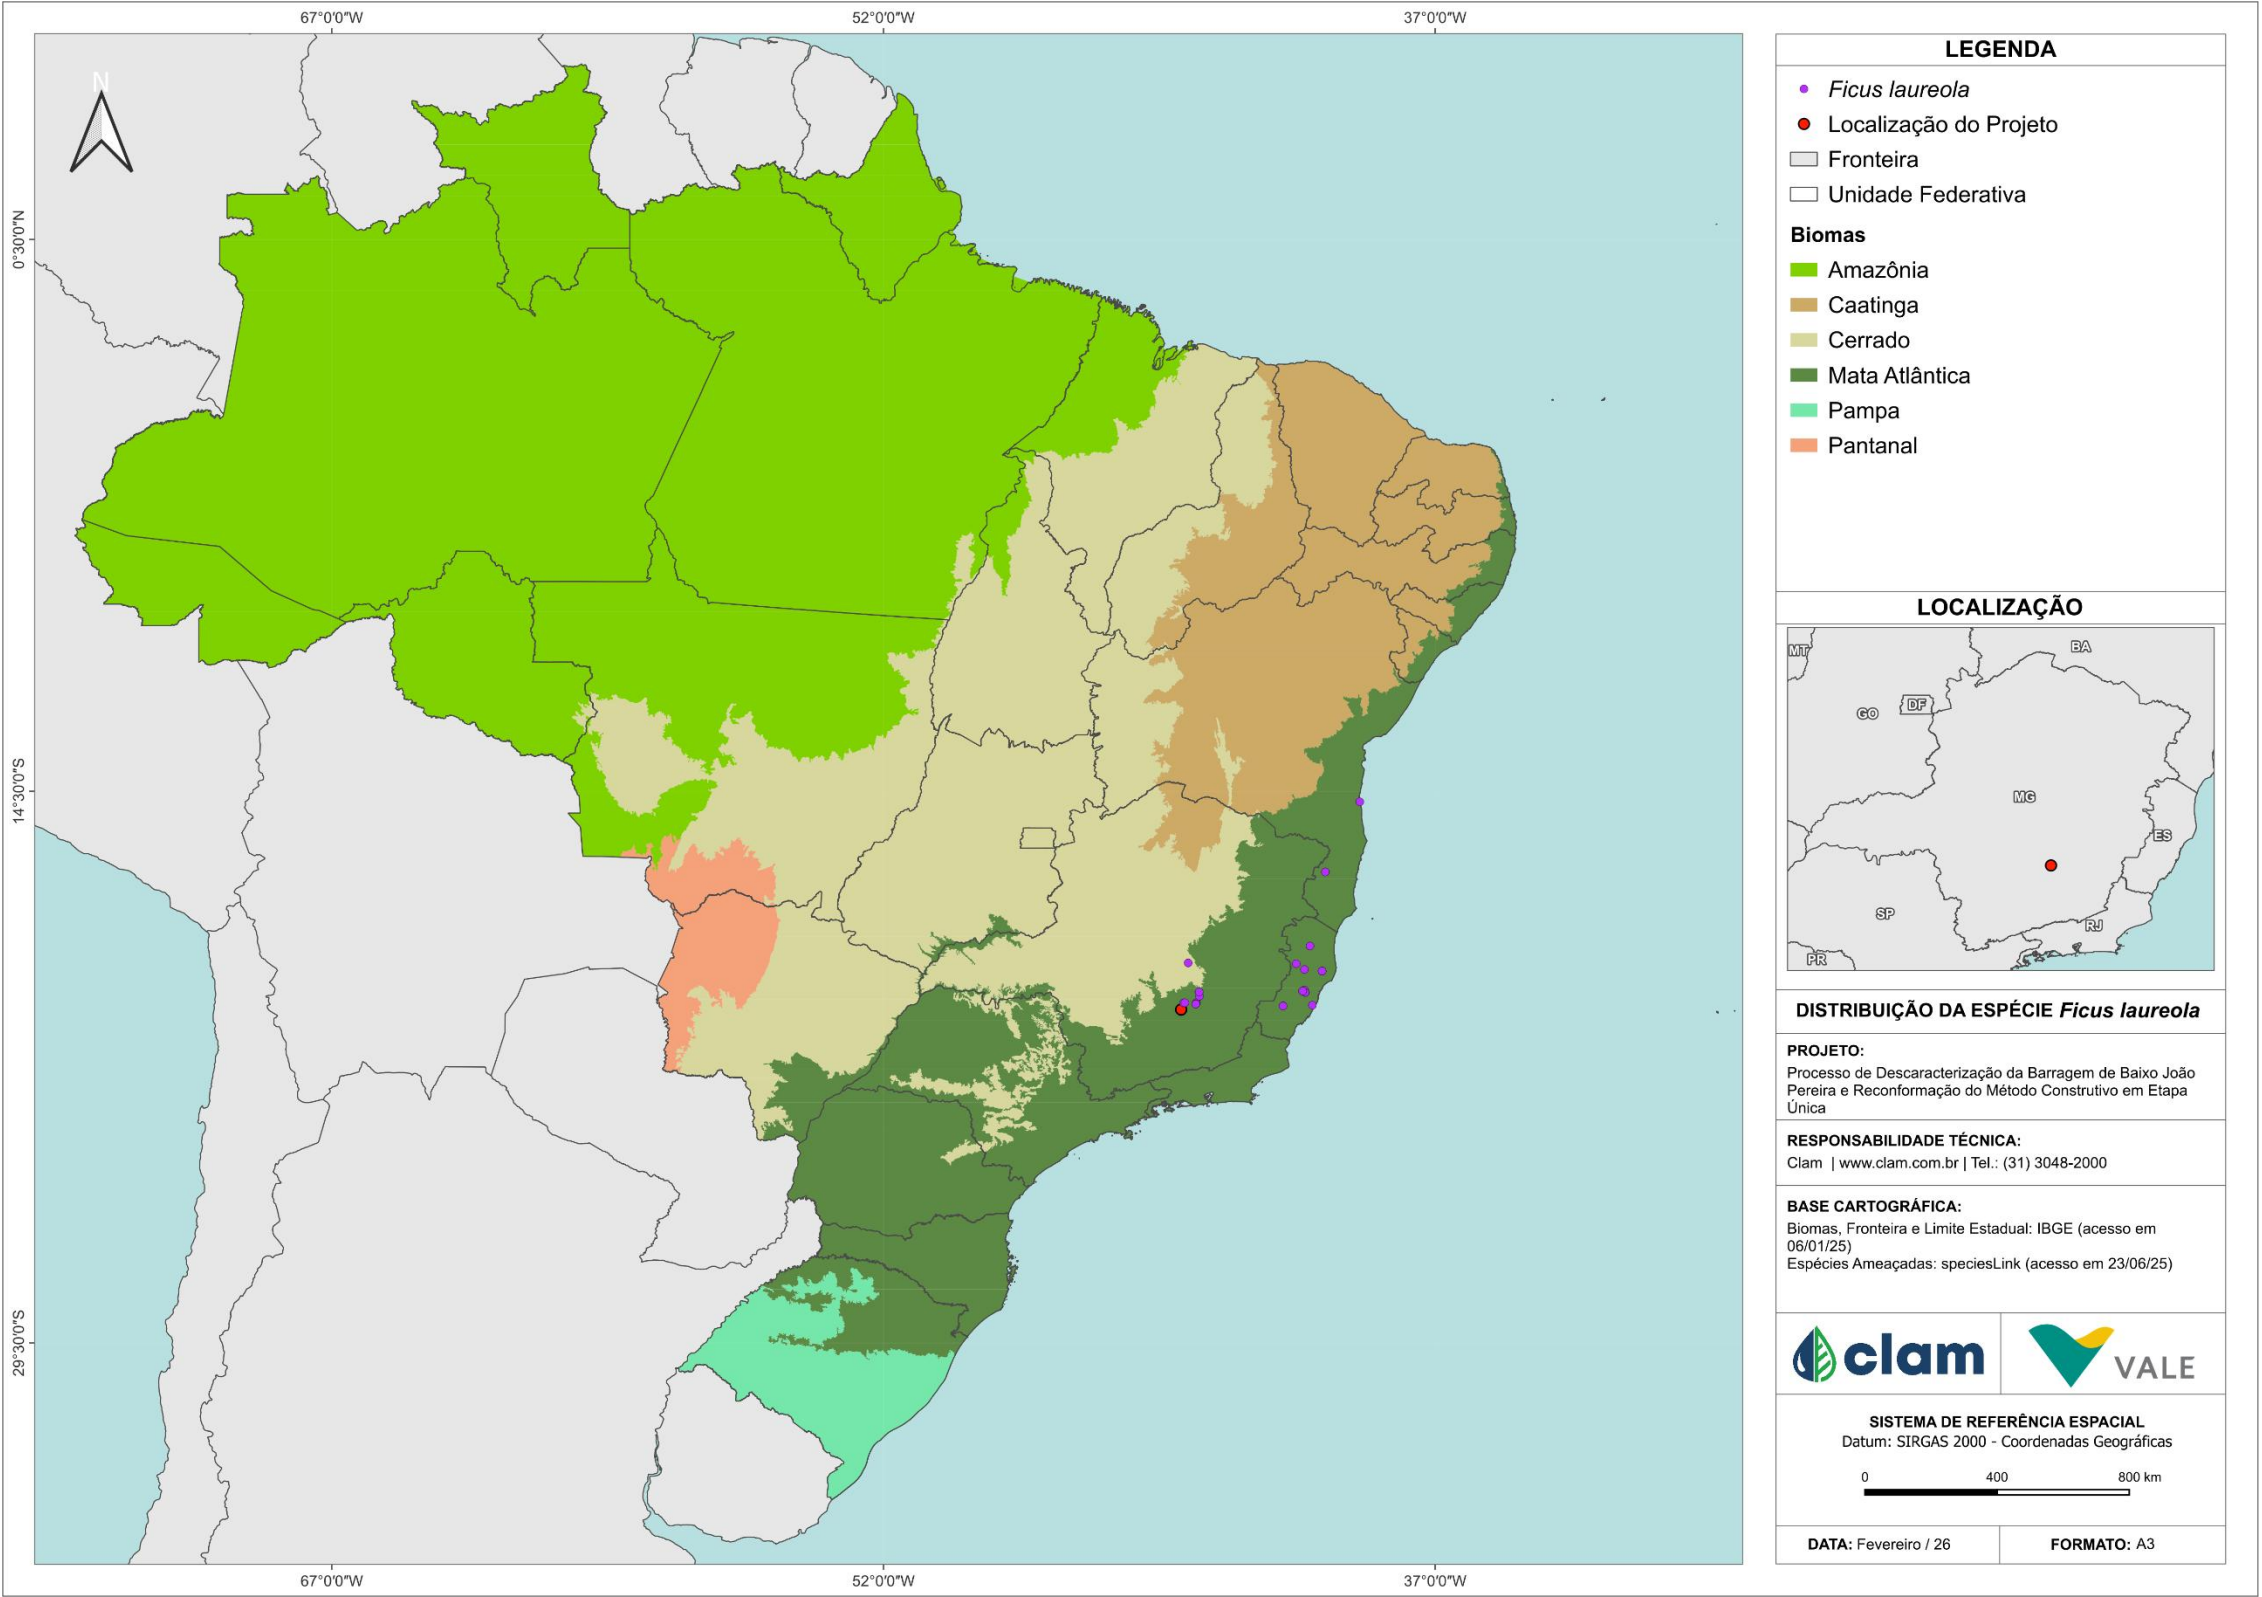 67°0'0"W
52°0'0"W
37°0'0"W
N
0°30'0"N
14°30'0"S
29°30'0"S
67°0'0"W
52°0'0"W
37°0'0"W
LEGENDA
Ficus laureola
Localização do Projeto
Fronteira
Unidade Federativa
Biomas
Amazônia
Caatinga
Cerrado
Mata Atlântica
Pampa
Pantanal
LOCALIZAÇÃO
MT
BA
GO
DF
MG
ES
SP
RJ
PR
DISTRIBUIÇÃO DA ESPÉCIE Ficus laureola
PROJETO:
Processo de Descaracterização da Barragem de Baixo João
Pereira e Reconformação do Método Construtivo em Etapa
Única
RESPONSABILIDADE TÉCNICA:
Clam | www.clam.com.br | Tel.: (31) 3048-2000
BASE CARTOGRÁFICA:
Biomas, Fronteira e Limite Estadual: IBGE (acesso em
06/01/25)
Espécies Ameaçadas: speciesLink (acesso em 23/06/25)
clam
VALE
SISTEMA DE REFERÊNCIA ESPACIAL
Datum: SIRGAS 2000 - Coordenadas Geográficas
0 400 800 km
DATA: Fevereiro / 26
FORMATO: A3